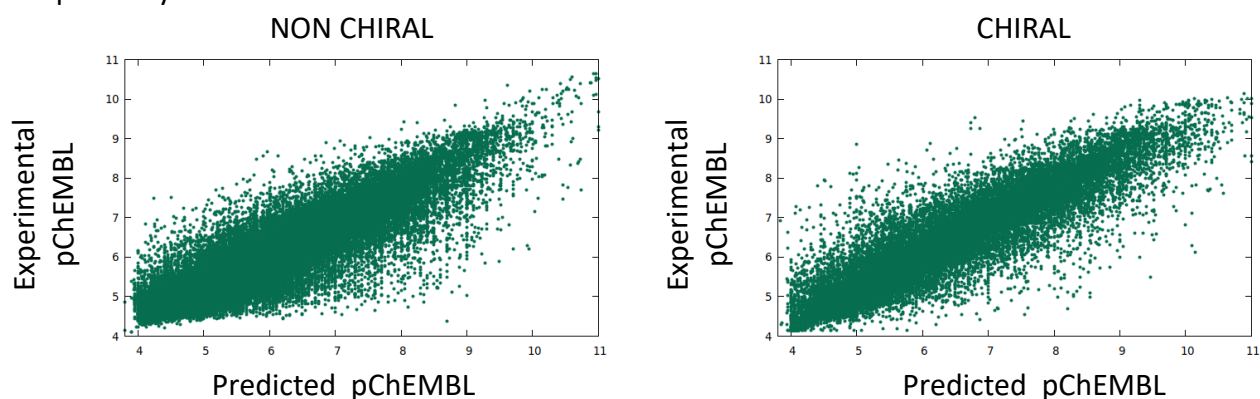 NON CHIRAL
11
10
9
8
7
6
5
4
4 5 6 7 8 9 10 11
Experimental
pChEMBL
Predicted pChEMBL
CHIRAL
11
10
9
8
7
6
5
4
4 5 6 7 8 9 10 11
Experimental
pChEMBL
Predicted pChEMBL